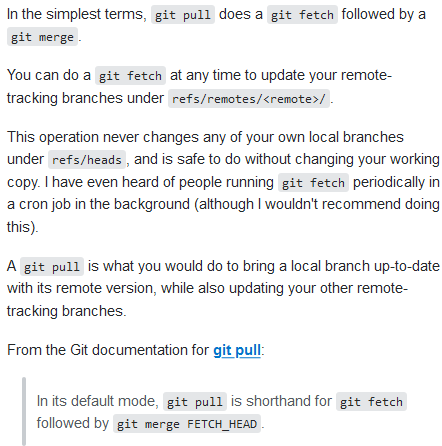 In the simplest terms, git pull does a git fetch followed by a
git merge.
You can do a git fetch at any time to update your remote-
tracking branches under refs/remotes/<remote>/.
This operation never changes any of your own local branches
under refs/heads, and is safe to do without changing your working
copy. I have even heard of people running git fetch periodically in
a cron job in the background (although I wouldn't recommend doing
this).
A git pull is what you would do to bring a local branch up-to-date
with its remote version, while also updating your other remote-
tracking branches.
From the Git documentation for git pull:
In its default mode, git pull is shorthand for git fetch
followed by git merge FETCH_HEAD.